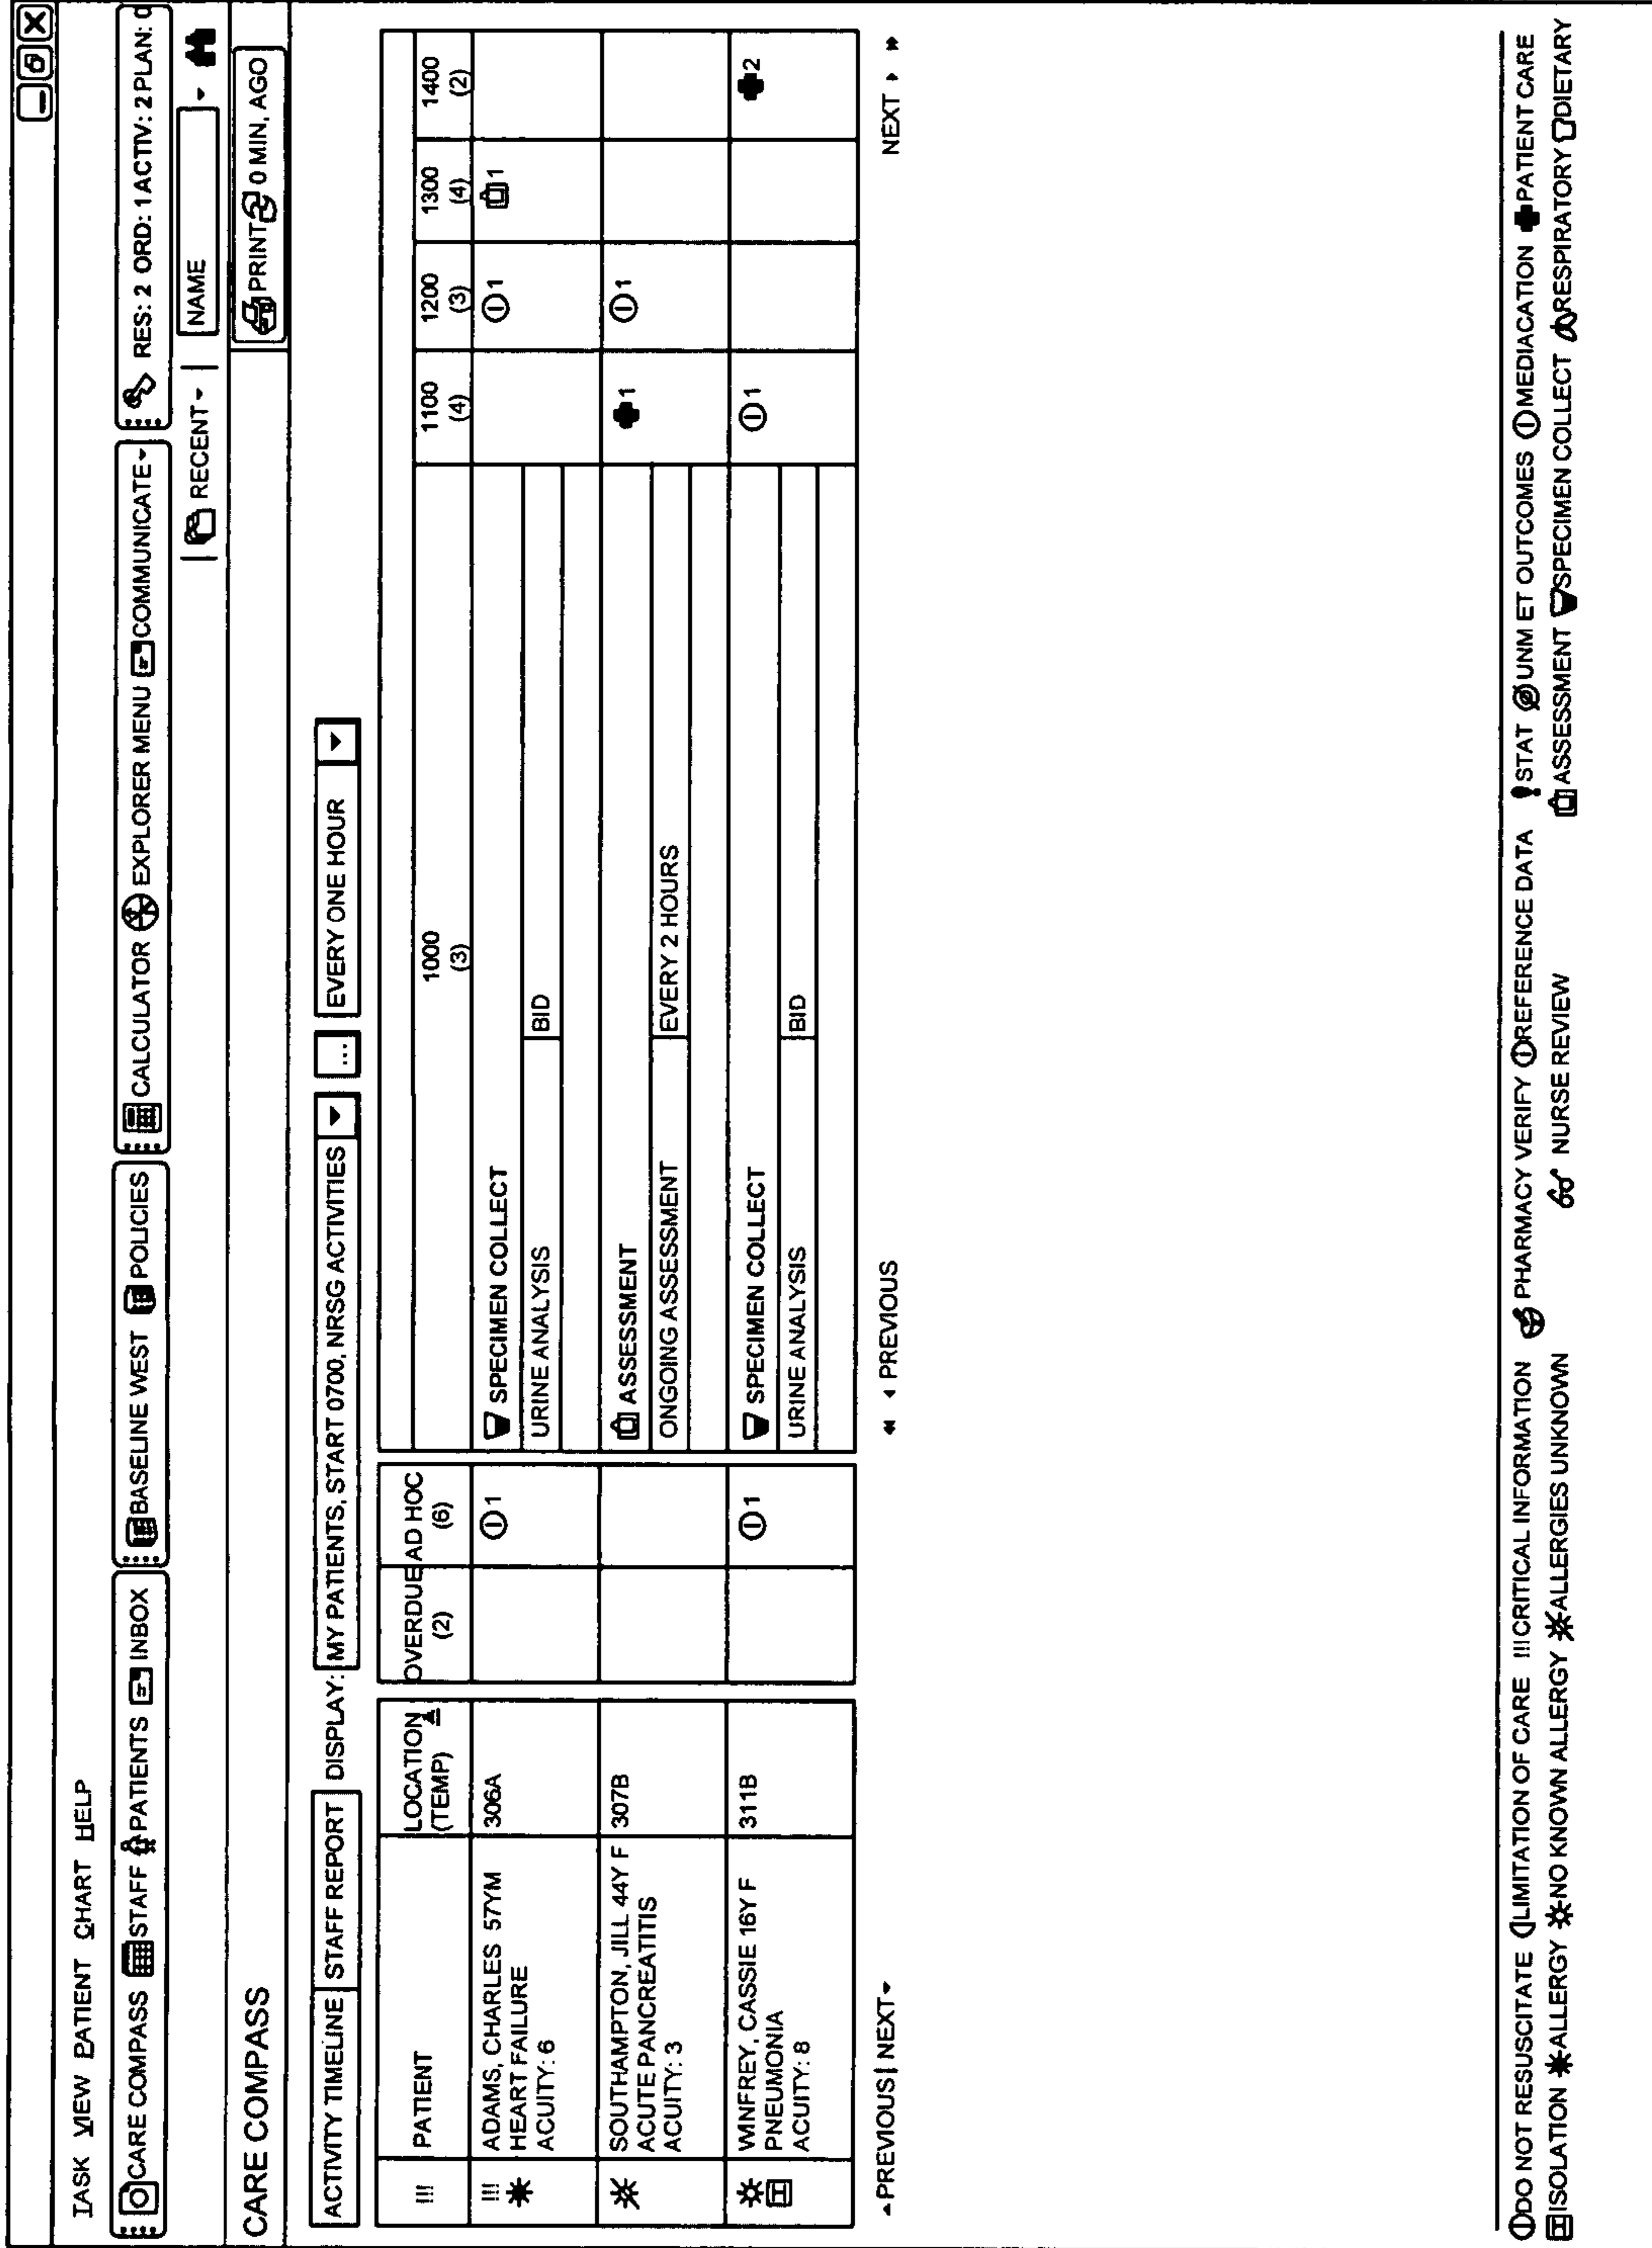 TASK VIEW PATIENT CHART HELP
CARE COMPASS STAFF PATIENTS INBOX BASELINE WEST POLICIES CALCULATOR EXPLORER MENU COMMUNICATE RES: 2 ORD: 1 ACTIV: 2 PLAN: 0
RECENT NAME
CARE COMPASS PRINT 0 MIN, AGO
ACTIVITY TIMELINE STAFF REPORT DISPLAY: MY PATIENTS, START 0700, NRSG ACTIVITIES ... EVERY ONE HOUR
!!! PATIENT LOCATION OVERDUE AD HOC 1000 1100 1200 1300 1400
(TEMP) (2) (6) (3) (4) (3) (4) (2)
!!! ADAMS, CHARLES 57YM 306A 1 SPECIMEN COLLECT 1 1
HEART FAILURE URINE ANALYSIS BID
ACUITY: 6
SOUTHAMPTON, JILL 44Y F 307B ASSESSMENT 1 1
ACUTE PANCREATITIS ONGOING ASSESSMENT EVERY 2 HOURS
ACUITY: 3
WINFREY, CASSIE 16Y F 311B 1 SPECIMEN COLLECT 1 2
PNEUMONIA URINE ANALYSIS BID
ACUITY: 8
PREVIOUS | NEXT PREVIOUS NEXT
DO NOT RESUSCITATE LIMITATION OF CARE !!! CRITICAL INFORMATION PHARMACY VERIFY REFERENCE DATA STAT UNM ET OUTCOMES MEDIACATION PATIENT CARE
ISOLATION ALLERGY NO KNOWN ALLERGY ALLERGIES UNKNOWN NURSE REVIEW ASSESSMENT SPECIMEN COLLECT RESPIRATORY DIETARY